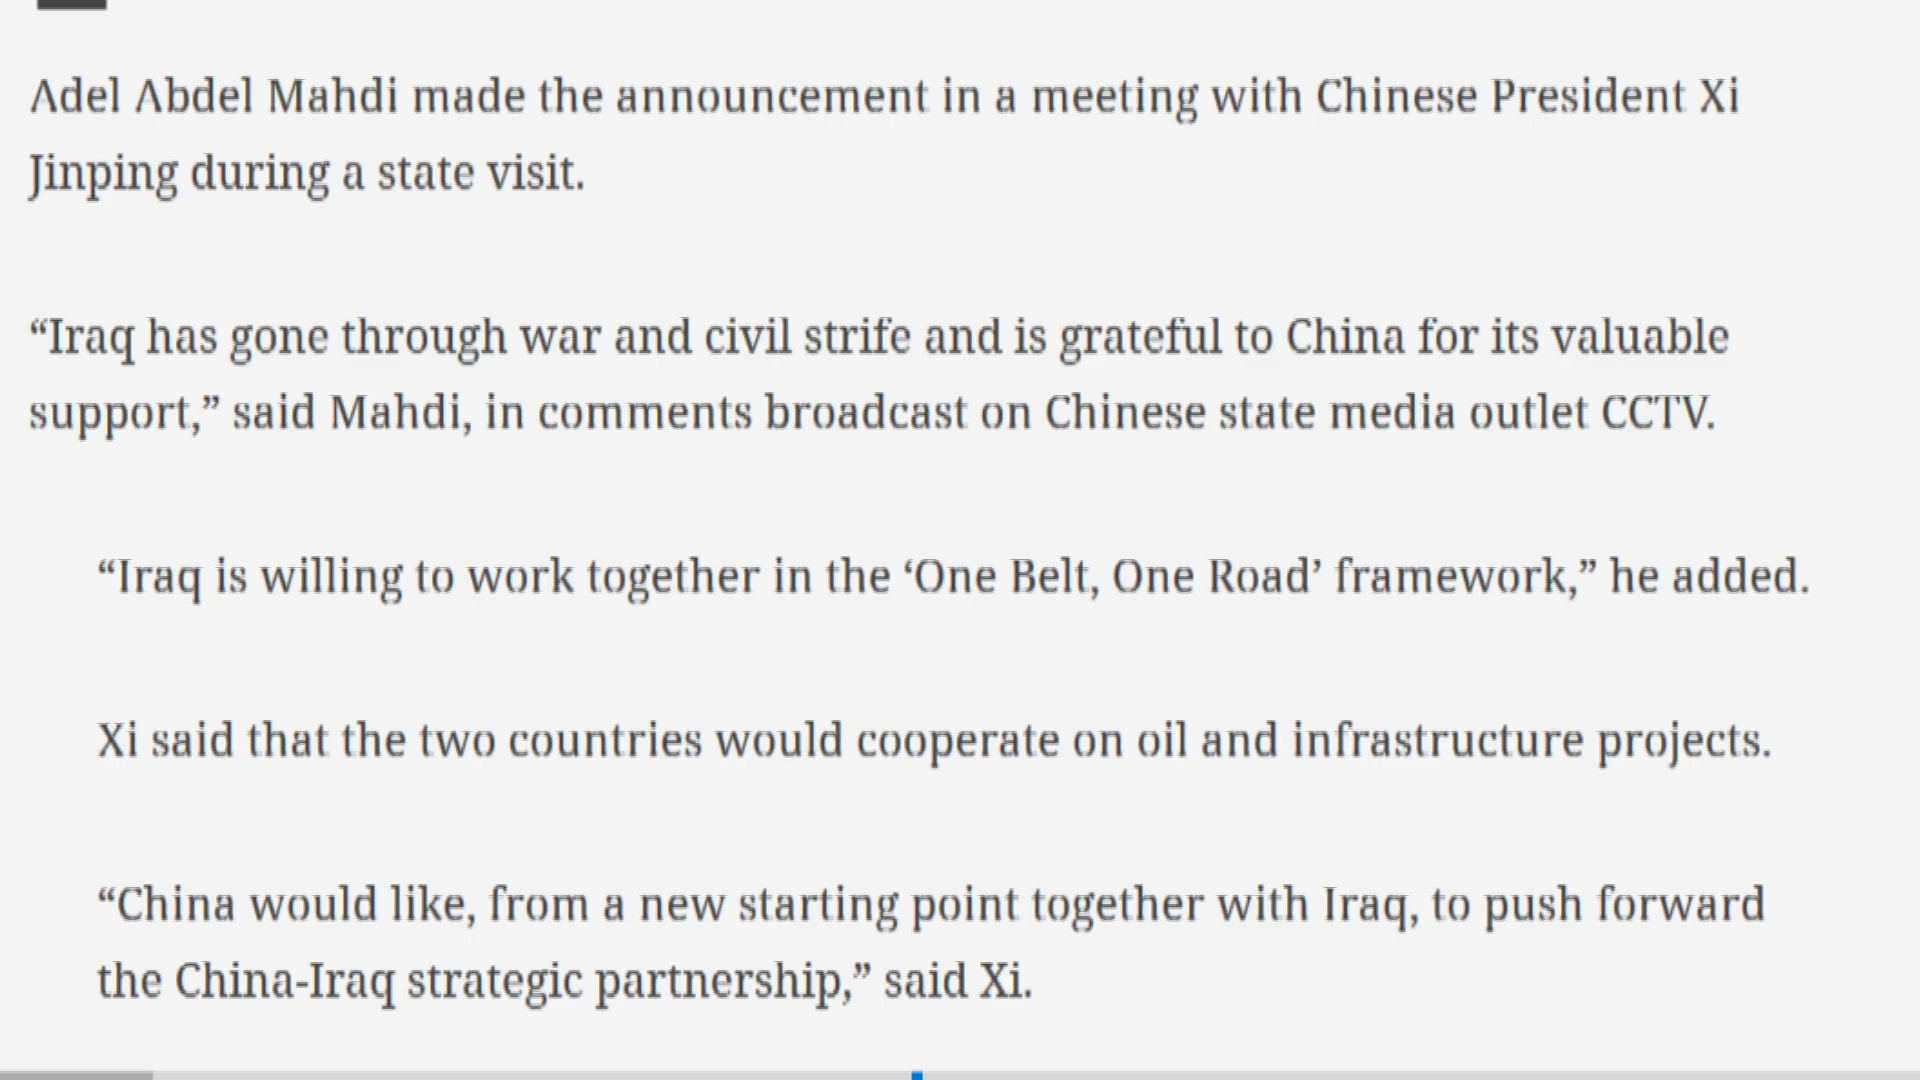 Adel Abdel Mahdi made the announcement in a meeting with Chinese President Xi
Jinping during a state visit.
“Iraq has gone through war and civil strife and is grateful to China for its valuable
support,” said Mahdi, in comments broadcast on Chinese state media outlet CCTV.
“Iraq is willing to work together in the ‘One Belt, One Road’ framework,” he added.
Xi said that the two countries would cooperate on oil and infrastructure projects.
“China would like, from a new starting point together with Iraq, to push forward
the China-Iraq strategic partnership,” said Xi.